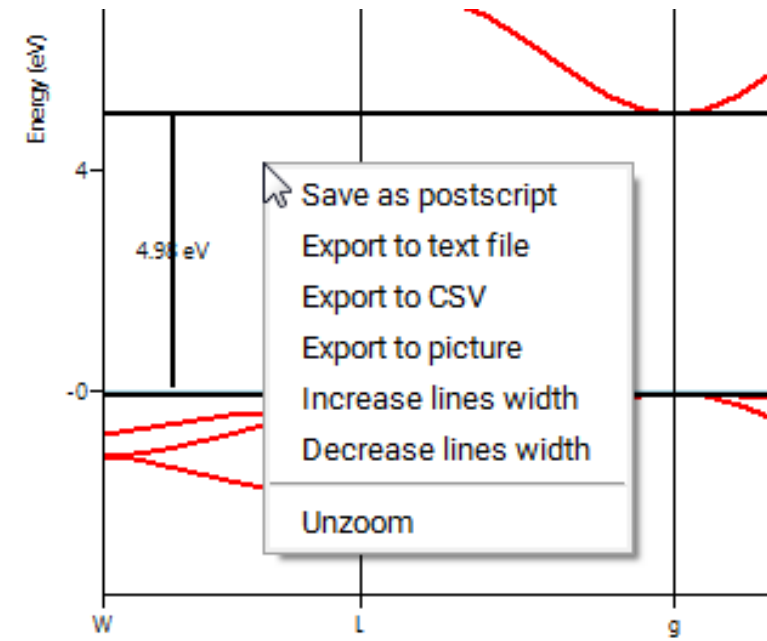 Energy (eV)
4
4.98 eV
-0
Save as postscript
Export to text file
Export to CSV
Export to picture
Increase lines width
Decrease lines width
Unzoom
W
L
g